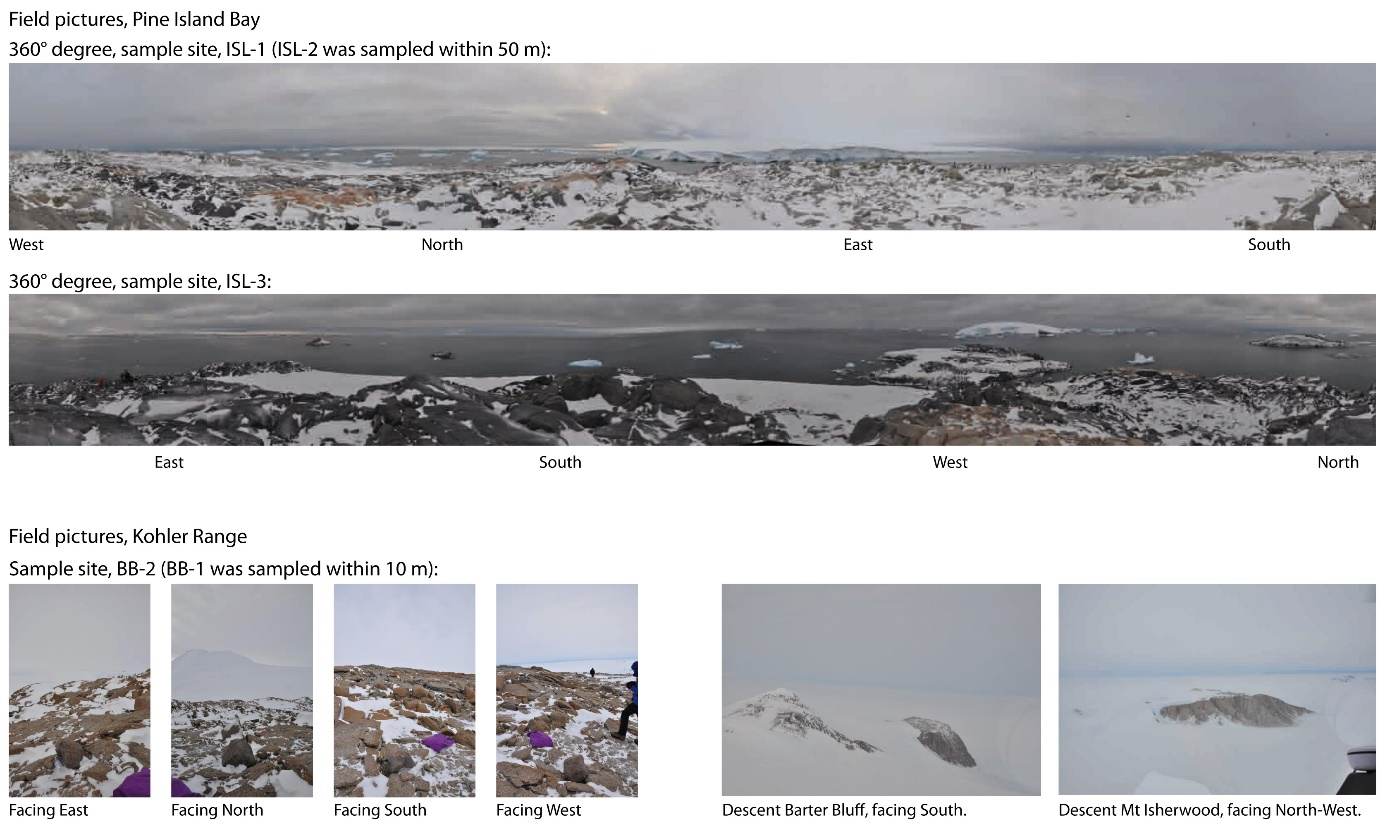 Field pictures, Pine Island Bay
360° degree, sample site, ISL-1 (ISL-2 was sampled within 50 m):
West North East South
360° degree, sample site, ISL-3:
East South West North
Field pictures, Kohler Range
Sample site, BB-2 (BB-1 was sampled within 10 m):
Facing East Facing North Facing South Facing West Descent Barter Bluff, facing South. Descent Mt Isherwood, facing North-West.